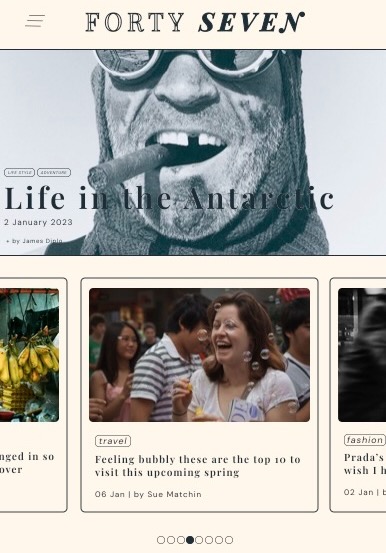 FORTY SEVEN
LIFE STYLE ADVENTURE
Life in the Antarctic
2 January 2023
• by James Diplo
travel
Feeling bubbly these are the top 10 to
visit this upcoming spring
06 Jan | by Sue Matchin
nged in so
over
fashion
Prada's
wish I h
02 Jan | b